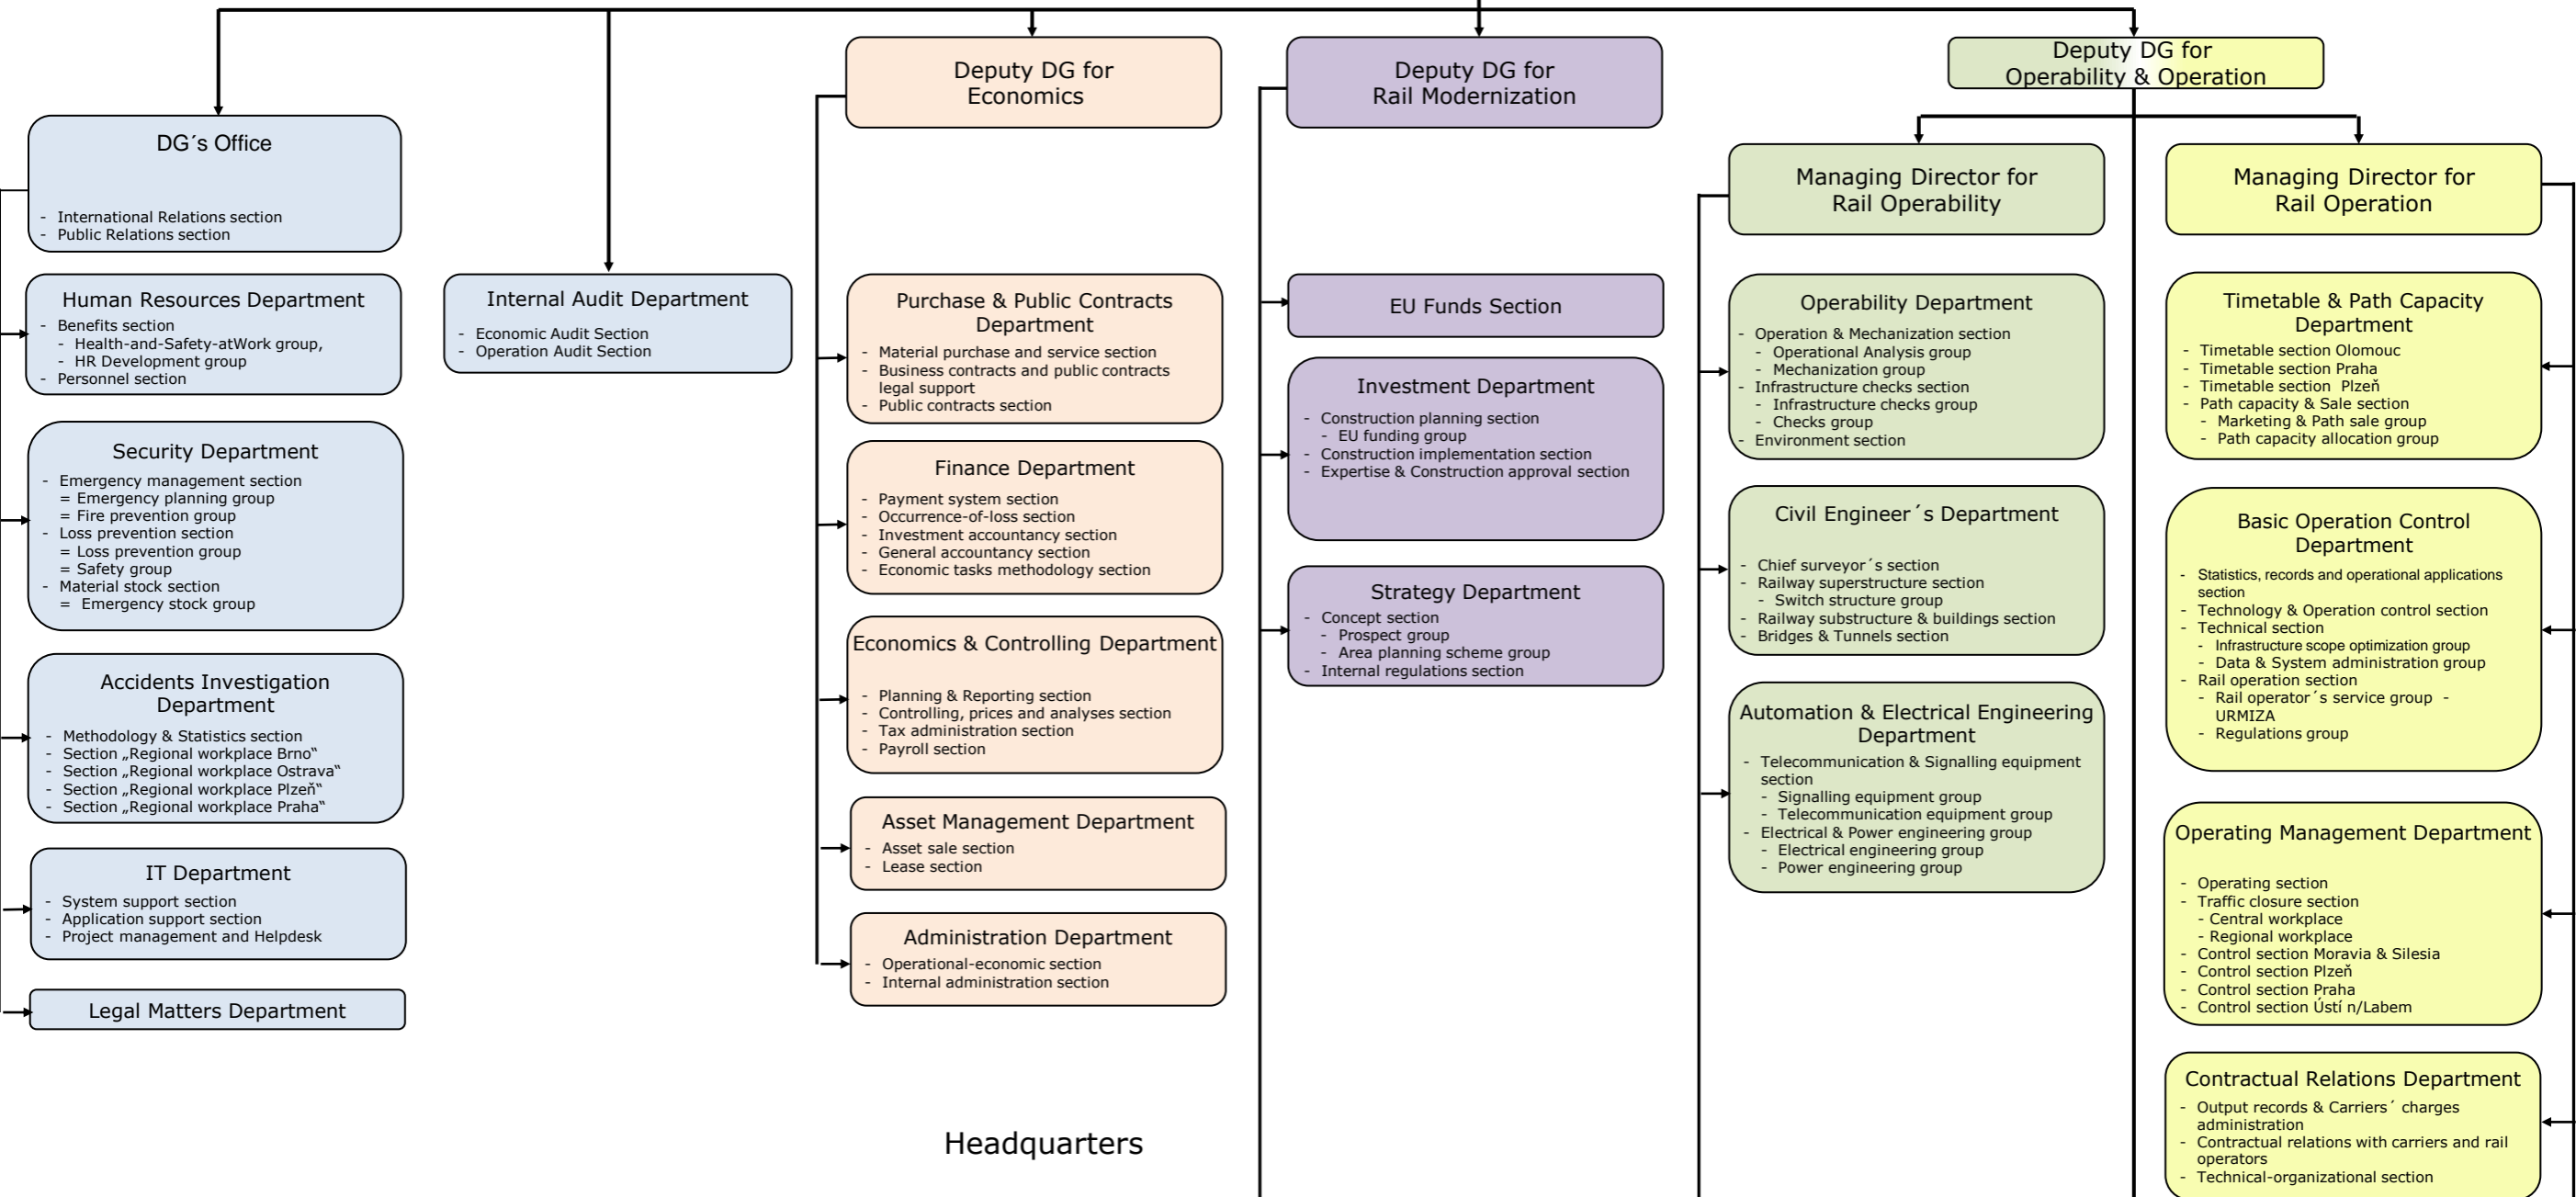 DG´s Office
- International Relations section
- Public Relations section
Human Resources Department
- Benefits section
- Health-and-Safety-atWork group,
- HR Development group
- Personnel section
Security Department
- Emergency management section
= Emergency planning group
= Fire prevention group
- Loss prevention section
= Loss prevention group
= Safety group
- Material stock section
= Emergency stock group
Accidents Investigation
Department
- Methodology & Statistics section
- Section „Regional workplace Brno“
- Section „Regional workplace Ostrava“
- Section „Regional workplace Plzeň“
- Section „Regional workplace Praha“
IT Department
- System support section
- Application support section
- Project management and Helpdesk
Legal Matters Department
Internal Audit Department
- Economic Audit Section
- Operation Audit Section
Deputy DG for
Economics
Purchase & Public Contracts
Department
- Material purchase and service section
- Business contracts and public contracts
legal support
- Public contracts section
Finance Department
- Payment system section
- Occurrence-of-loss section
- Investment accountancy section
- General accountancy section
- Economic tasks methodology section
Economics & Controlling Department
- Planning & Reporting section
- Controlling, prices and analyses section
- Tax administration section
- Payroll section
Asset Management Department
- Asset sale section
- Lease section
Administration Department
- Operational-economic section
- Internal administration section
Headquarters
Deputy DG for
Rail Modernization
EU Funds Section
Investment Department
- Construction planning section
- EU funding group
- Construction implementation section
- Expertise & Construction approval section
Strategy Department
- Concept section
- Prospect group
- Area planning scheme group
- Internal regulations section
Deputy DG for
Operability & Operation
Managing Director for
Rail Operability
Operability Department
- Operation & Mechanization section
- Operational Analysis group
- Mechanization group
- Infrastructure checks section
- Infrastructure checks group
- Checks group
- Environment section
Civil Engineer´s Department
- Chief surveyor´s section
- Railway superstructure section
- Switch structure group
- Railway substructure & buildings section
- Bridges & Tunnels section
Automation & Electrical Engineering
Department
- Telecommunication & Signalling equipment
section
- Signalling equipment group
- Telecommunication equipment group
- Electrical & Power engineering group
- Electrical engineering group
- Power engineering group
Managing Director for
Rail Operation
Timetable & Path Capacity
Department
- Timetable section Olomouc
- Timetable section Praha
- Timetable section Plzeň
- Path capacity & Sale section
- Marketing & Path sale group
- Path capacity allocation group
Basic Operation Control
Department
- Statistics, records and operational applications
section
- Technology & Operation control section
- Technical section
- Infrastructure scope optimization group
- Data & System administration group
- Rail operation section
- Rail operator´s service group -
URMIZA
- Regulations group
Operating Management Department
- Operating section
- Traffic closure section
- Central workplace
- Regional workplace
- Control section Moravia & Silesia
- Control section Plzeň
- Control section Praha
- Control section Ústí n/Labem
Contractual Relations Department
- Output records & Carriers´ charges
administration
- Contractual relations with carriers and rail
operators
- Technical-organizational section